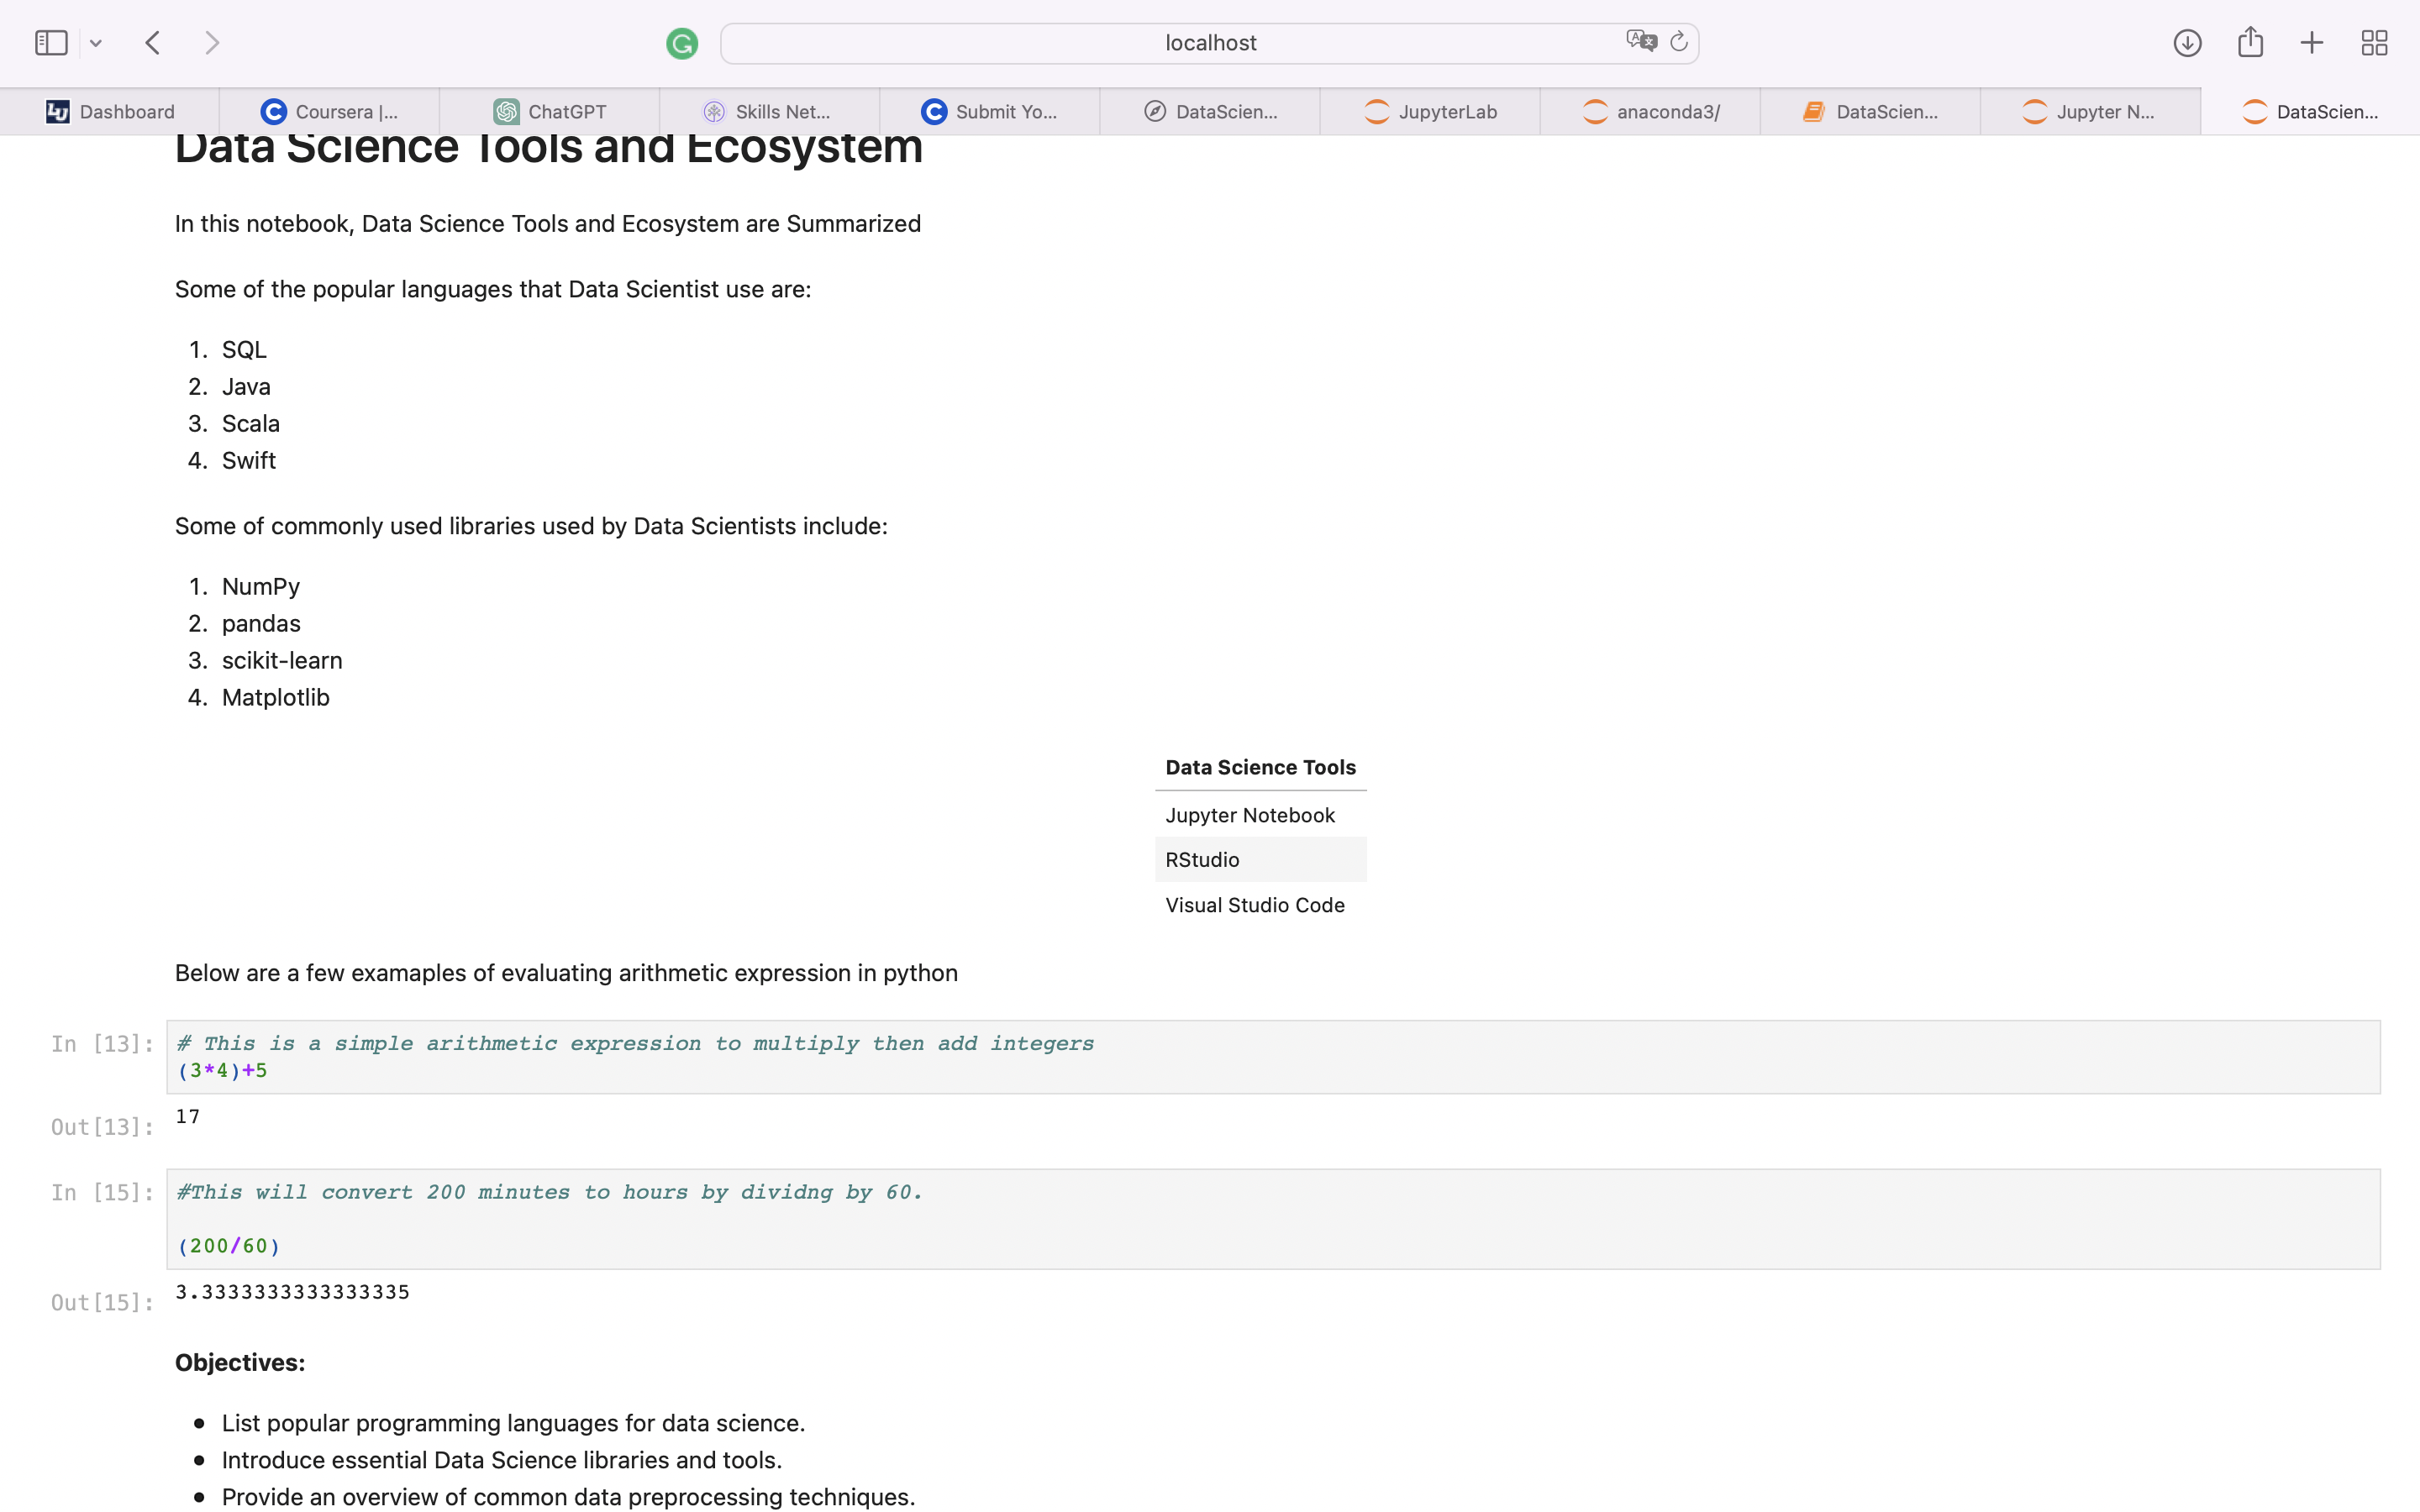 localhost
Dashboard
Coursera |...
ChatGPT
Skills Net...
Submit Yo...
DataScien...
JupyterLab
anaconda3/
DataScien...
Jupyter N...
DataScien...
Data Science Tools and Ecosystem
In this notebook, Data Science Tools and Ecosystem are Summarized
Some of the popular languages that Data Scientist use are:
1. SQL
2. Java
3. Scala
4. Swift
Some of commonly used libraries used by Data Scientists include:
1. NumPy
2. pandas
3. scikit-learn
4. Matplotlib
Data Science Tools
Jupyter Notebook
RStudio
Visual Studio Code
Below are a few examaples of evaluating arithmetic expression in python
In [13]: # This is a simple arithmetic expression to multiply then add integers
(3*4)+5
Out[13]: 17
In [15]: #This will convert 200 minutes to hours by dividng by 60.
(200/60)
Out[15]: 3.3333333333333335
Objectives:
• List popular programming languages for data science.
• Introduce essential Data Science libraries and tools.
• Provide an overview of common data preprocessing techniques.